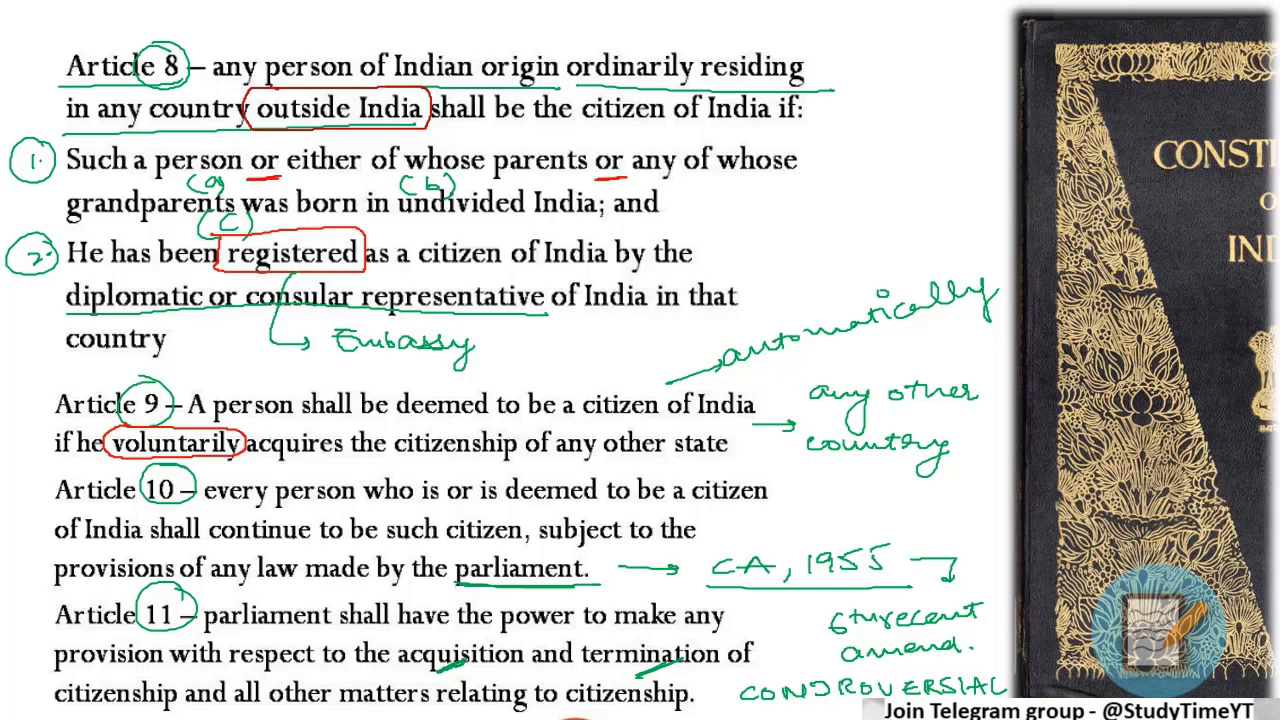 Article 8 – any person of Indian origin ordinarily residing
in any country outside India shall be the citizen of India if:
1. Such a person or either of whose parents or any of whose
(a) (b)
grandparents was born in undivided India; and
(c)
2. He has been registered as a citizen of India by the
diplomatic or consular representative of India in that
country
Embassy
automatically
Article 9 – A person shall be deemed to be a citizen of India
if he voluntarily acquires the citizenship of any other state
any other
country
Article 10 – every person who is or is deemed to be a citizen
of India shall continue to be such citizen, subject to the
provisions of any law made by the parliament.
CA, 1955
Article 11 – parliament shall have the power to make any
provision with respect to the acquisition and termination of
citizenship and all other matters relating to citizenship.
recent
amend.
CONTROVERSIAL
CONST
O
IND
Join Telegram group - @StudyTimeYT